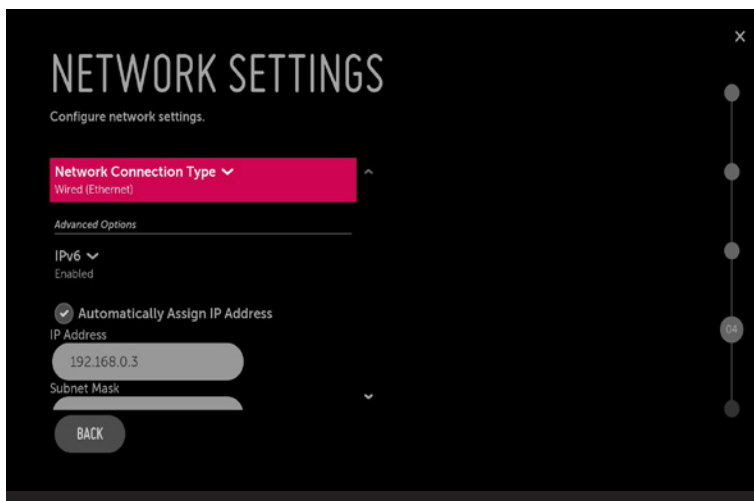 NETWORK SETTINGS
Configure network settings.
Network Connection Type
Wired (Ethernet)
Advanced Options
IPv6
Enabled
Automatically Assign IP Address
IP Address
192.168.0.3
Subnet Mask
04
BACK